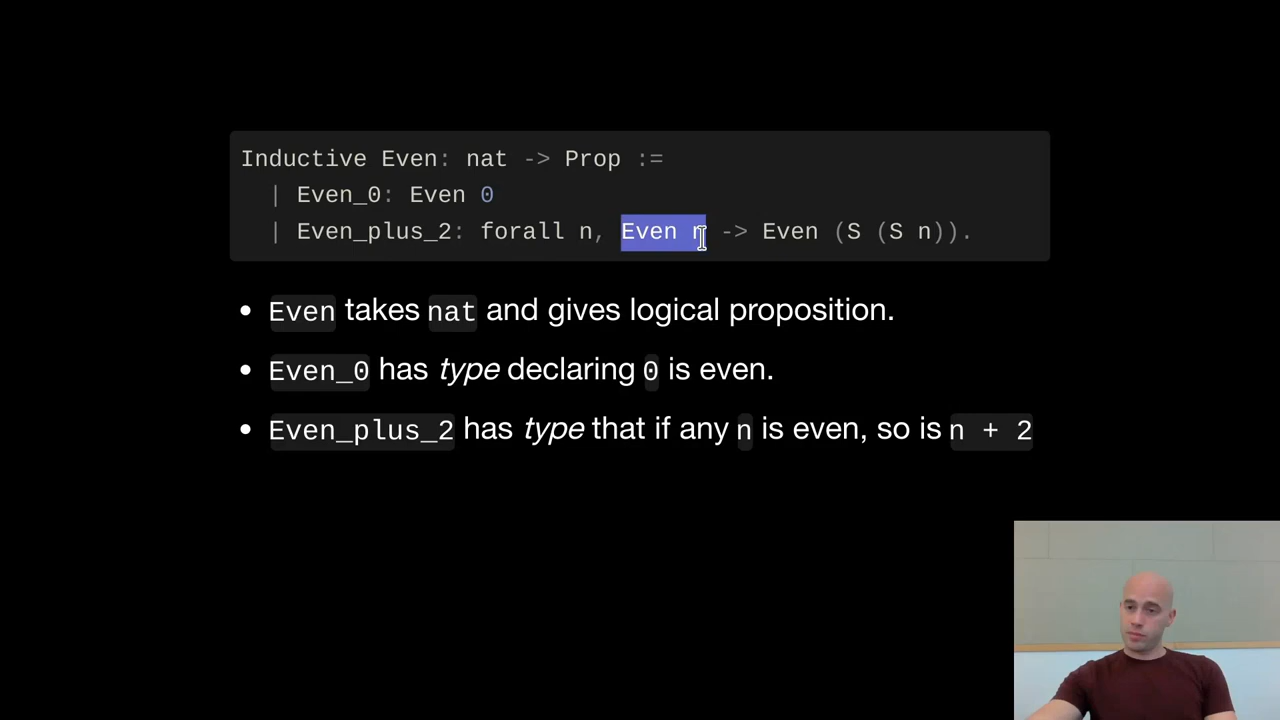 Inductive Even: nat -> Prop :=
| Even_0: Even 0
| Even_plus_2: forall n, Even n -> Even (S (S n)).
• Even takes nat and gives logical proposition.
• Even_0 has type declaring 0 is even.
• Even_plus_2 has type that if any n is even, so is n + 2